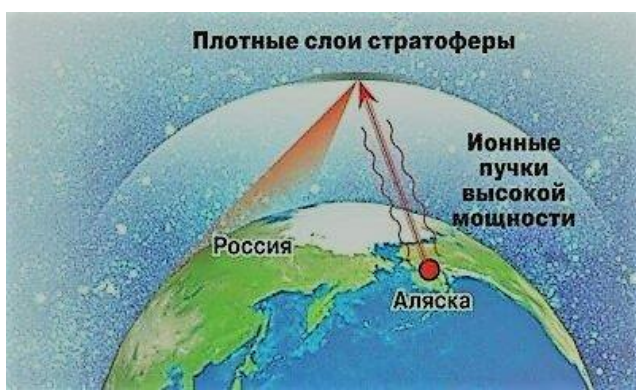 Плотные слои стратоферы
Ионные
пучки
высокой
мощности
Россия
Аляска